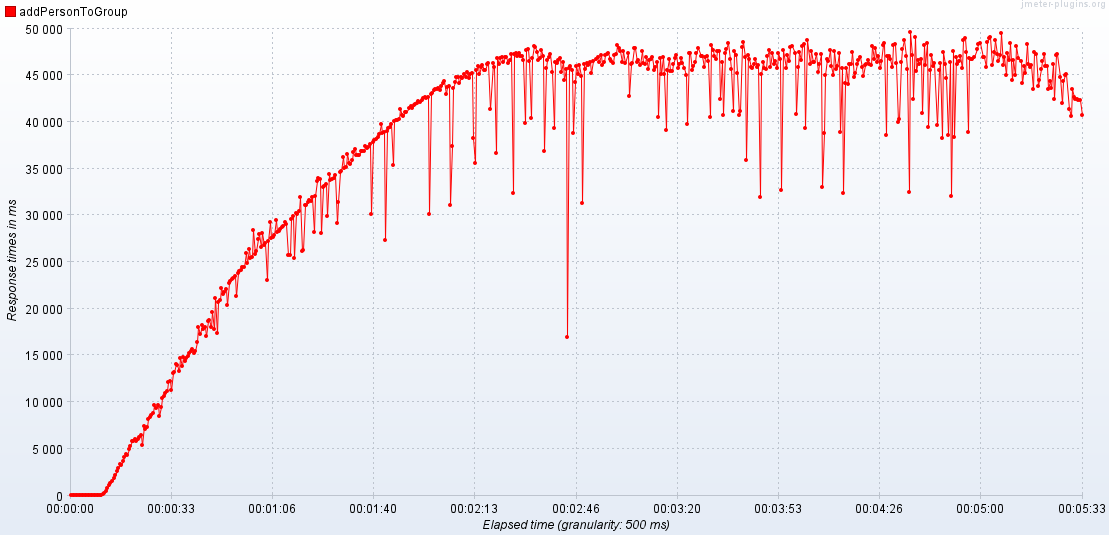 addPersonToGroup
jmeter-plugins.org
50 000
45 000
40 000
35 000
30 000
25 000
20 000
15 000
10 000
5 000
0
Response times in ms
00:00:00 00:00:33 00:01:06 00:01:40 00:02:13 00:02:46 00:03:20 00:03:53 00:04:26 00:05:00 00:05:33
Elapsed time (granularity: 500 ms)